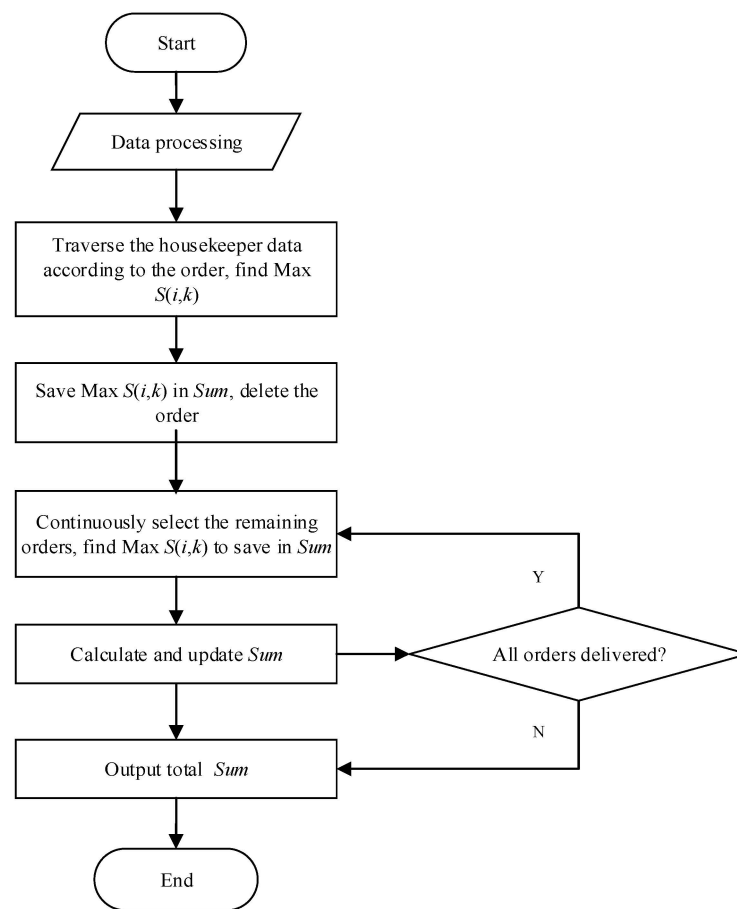 Start
Data processing
Traverse the housekeeper data
according to the order, find Max
S(i,k)
Save Max S(i,k) in Sum, delete the
order
Continuously select the remaining
orders, find Max S(i,k) to save in Sum
Y
Calculate and update Sum
All orders delivered?
N
Output total Sum
End